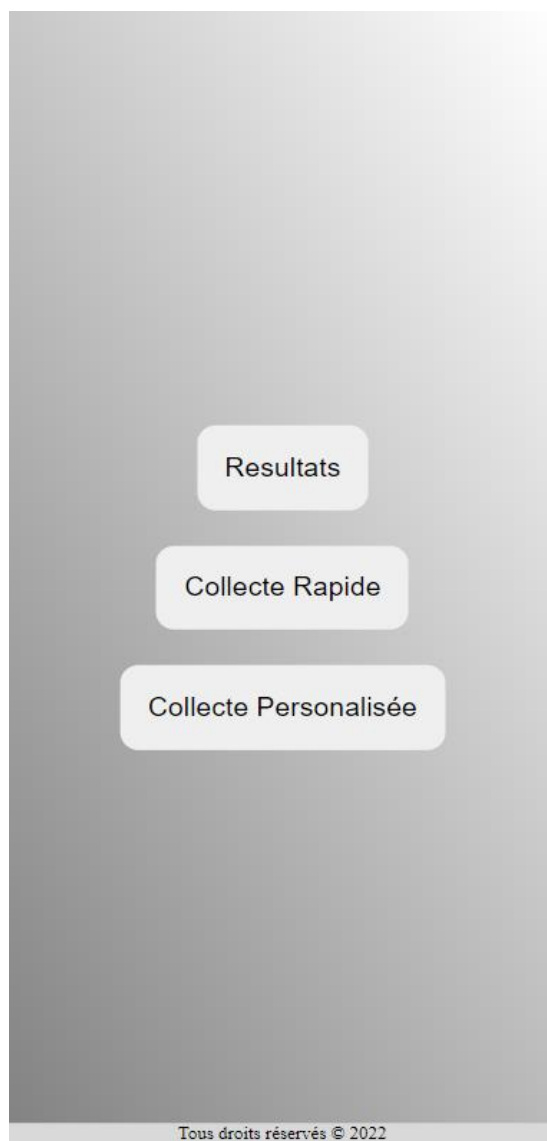 Resultats
Collecte Rapide
Collecte Personalisée
Tous droits réservés © 2022